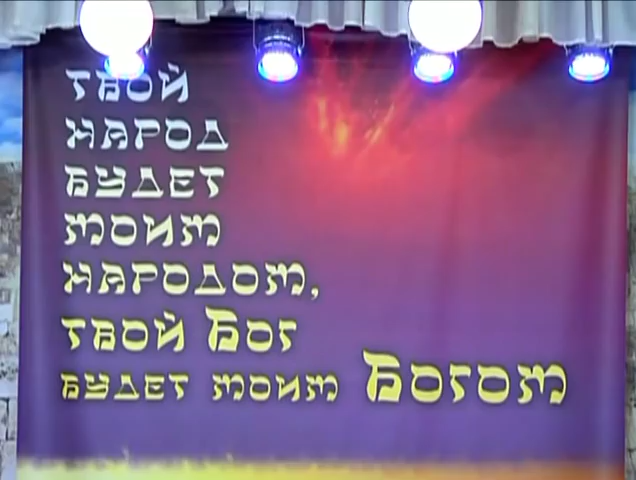 ТВОЙ
НАРОД
БУДЕТ
МОИМ
НАРОДОМ,
ТВОЙ БОГ
БУДЕТ МОИМ БОГОМ